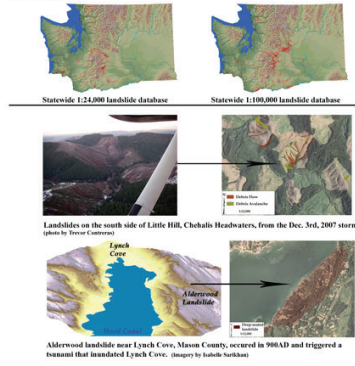 Statewide 1:24,000 landslide database
Statewide 1:100,000 landslide database
Debris Flow
Debris Avalanche
Landslides on the south side of Little Hill, Chehalis Headwaters, from the Dec. 3rd, 2007 storm
(photo by Trevor Contreras)
Lynch
Cove
Alderwood
Landslide
Hood Canal
Deep-seated
landslide
Alderwood landslide near Lynch Cove, Mason County, occured in 900AD and triggered a
tsunami that inundated Lynch Cove. (Imagery by Isabelle Sarikhan)